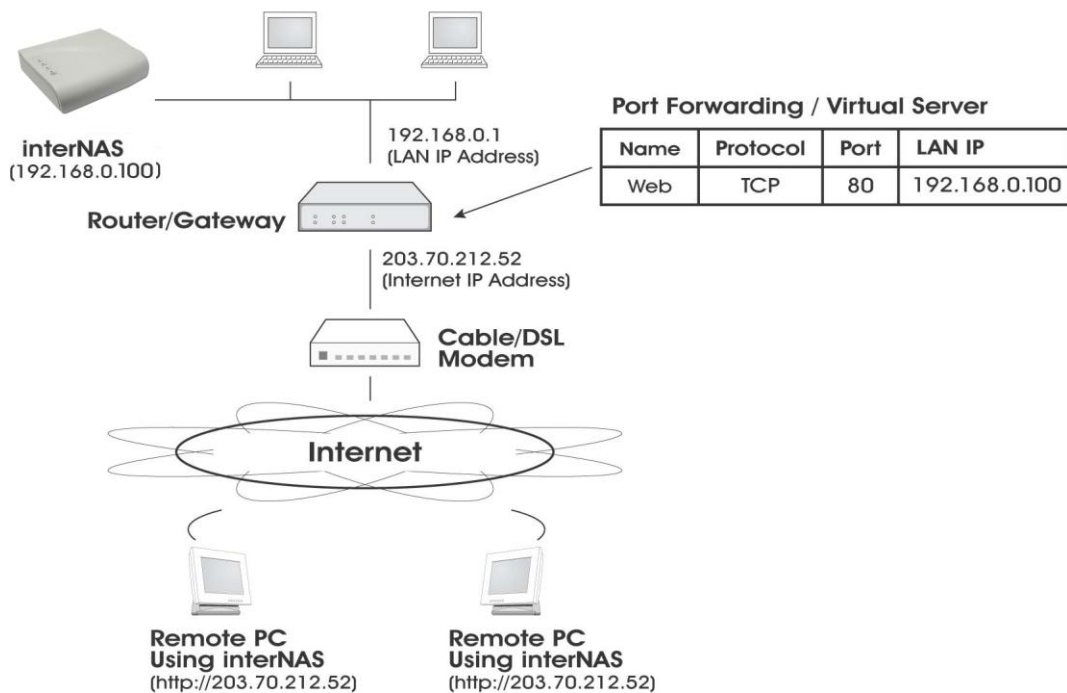 interNAS
(192.168.0.100)
192.168.0.1
(LAN IP Address)
Port Forwarding / Virtual Server
Name Protocol Port LAN IP
Web TCP 80 192.168.0.100
Router/Gateway
203.70.212.52
(Internet IP Address)
Cable/DSL
Modem
Internet
Remote PC
Using interNAS
(http://203.70.212.52)
Remote PC
Using interNAS
(http://203.70.212.52)